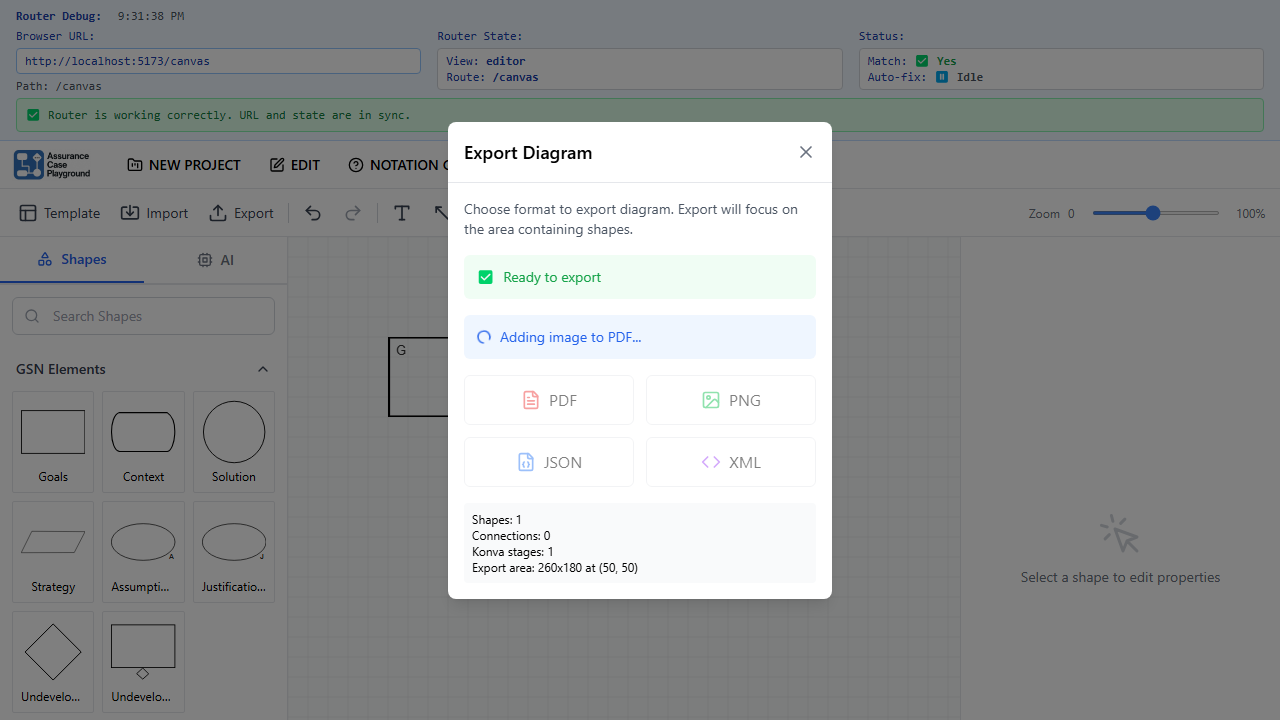 Router Debug: 9:31:38 PM
Browser URL:
http://localhost:5173/canvas
Path: /canvas
Router State:
View: editor
Route: /canvas
Status:
Match: ✅ Yes
Auto-fix: ⏸️ Idle
✅ Router is working correctly. URL and state are in sync.
Assurance
Case
Playground
NEW PROJECT
EDIT
NOTATION
Template
Import
Export
Zoom 0
100%
Shapes
AI
Search Shapes
GSN Elements
Goals
Context
Solution
Strategy
A
Assumpti...
J
Justificatio...
Undevelo...
Undevelo...
G
Export Diagram
Choose format to export diagram. Export will focus on
the area containing shapes.
✅ Ready to export
Adding image to PDF...
PDF
PNG
JSON
XML
Shapes: 1
Connections: 0
Konva stages: 1
Export area: 260x180 at (50, 50)
Select a shape to edit properties